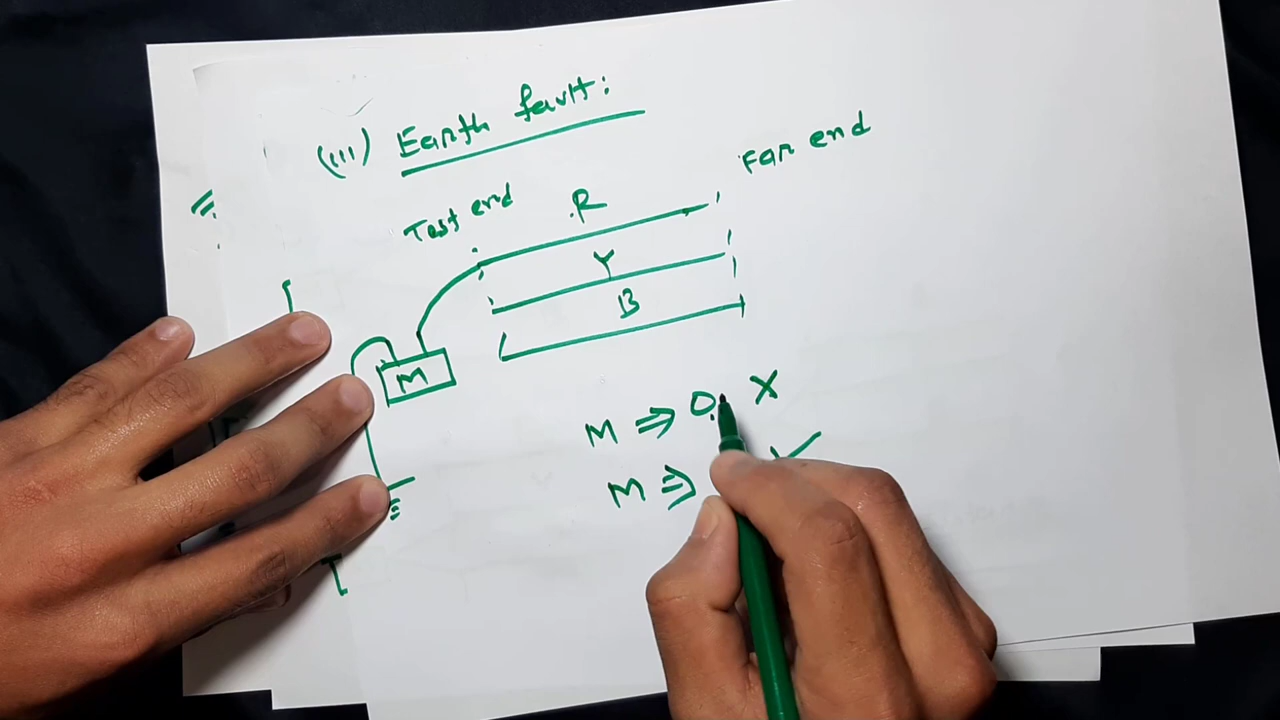 (iii) Earth fault:
Far end
Test end
R
Y
B
M
M ⇒ 0 X
M ⇒ ✓